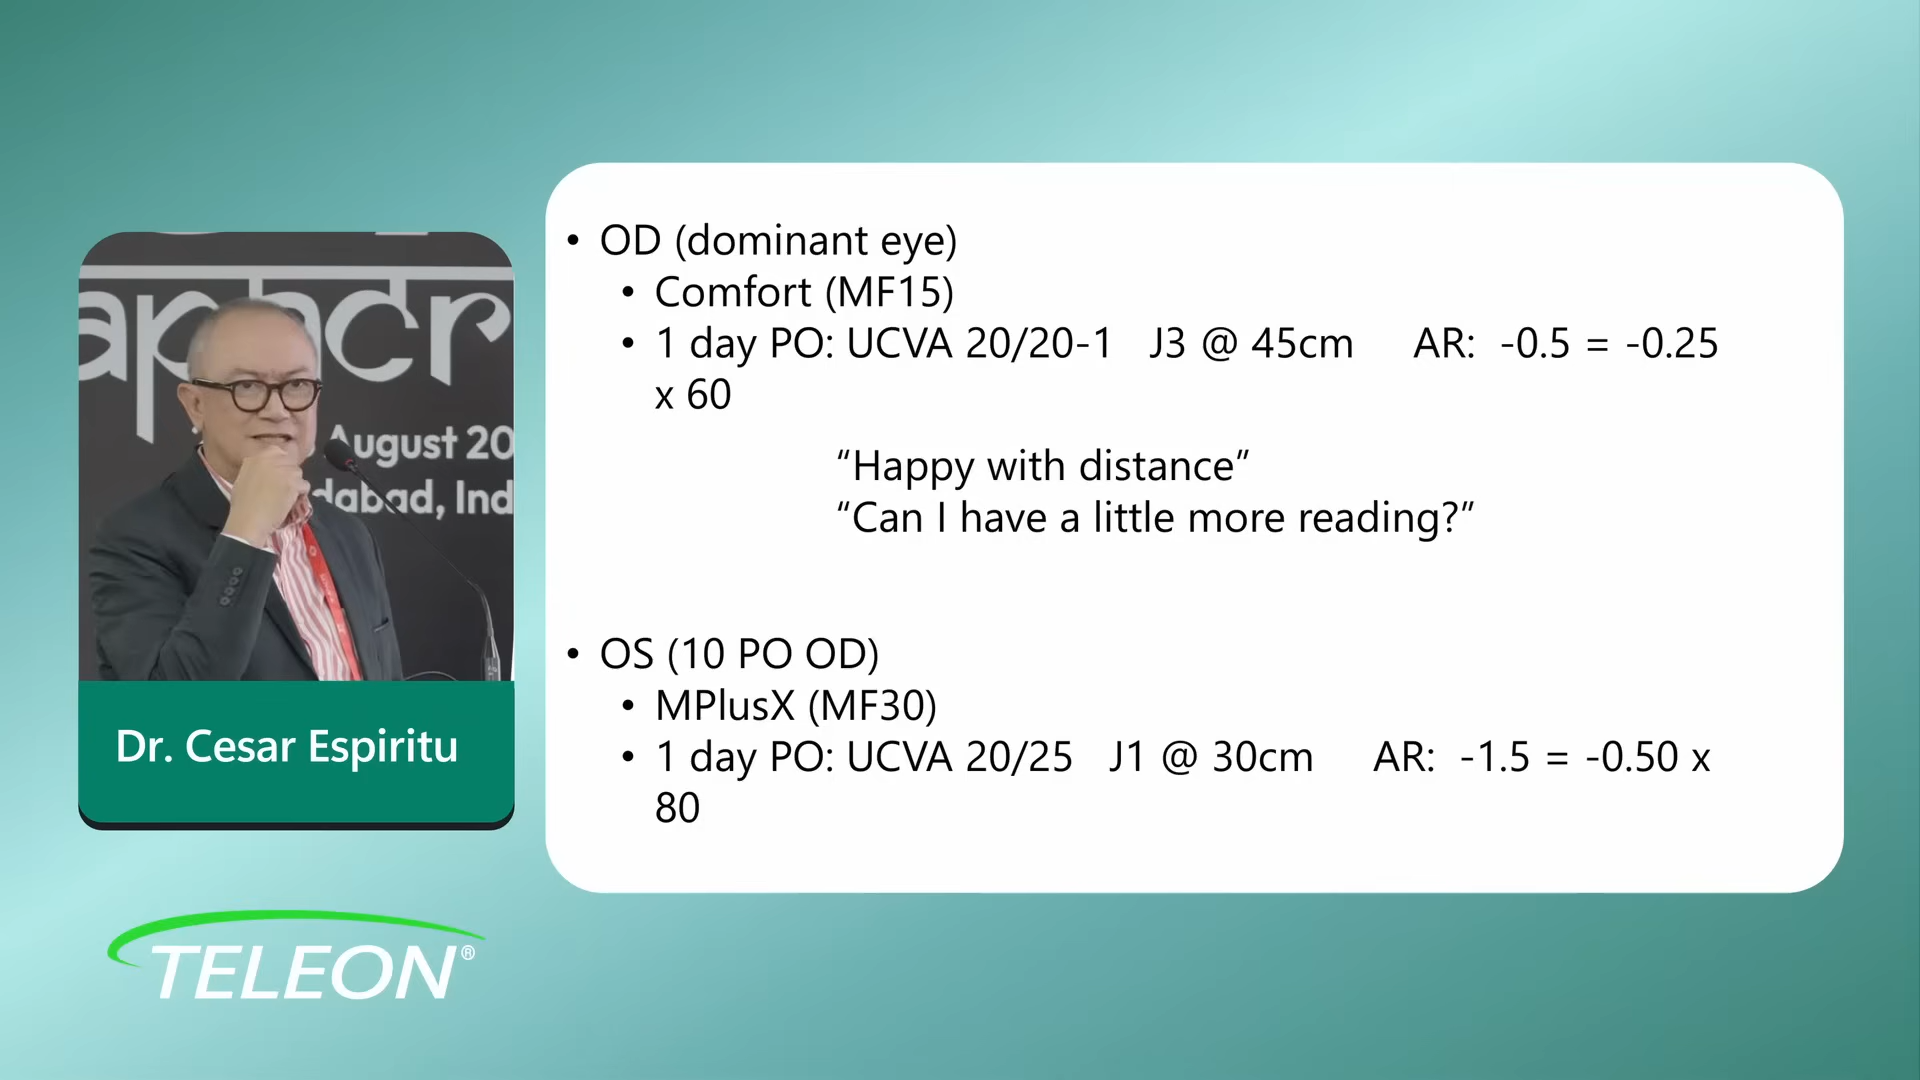 • OD (dominant eye)
• Comfort (MF15)
• 1 day PO: UCVA 20/20-1 J3 @ 45cm AR: -0.5 = -0.25
x 60
“Happy with distance”
“Can I have a little more reading?”
• OS (10 PO OD)
• MPlusX (MF30)
• 1 day PO: UCVA 20/25 J1 @ 30cm AR: -1.5 = -0.50 x
80
August 20
dabad, Ind
Dr. Cesar Espiritu
TELEON®